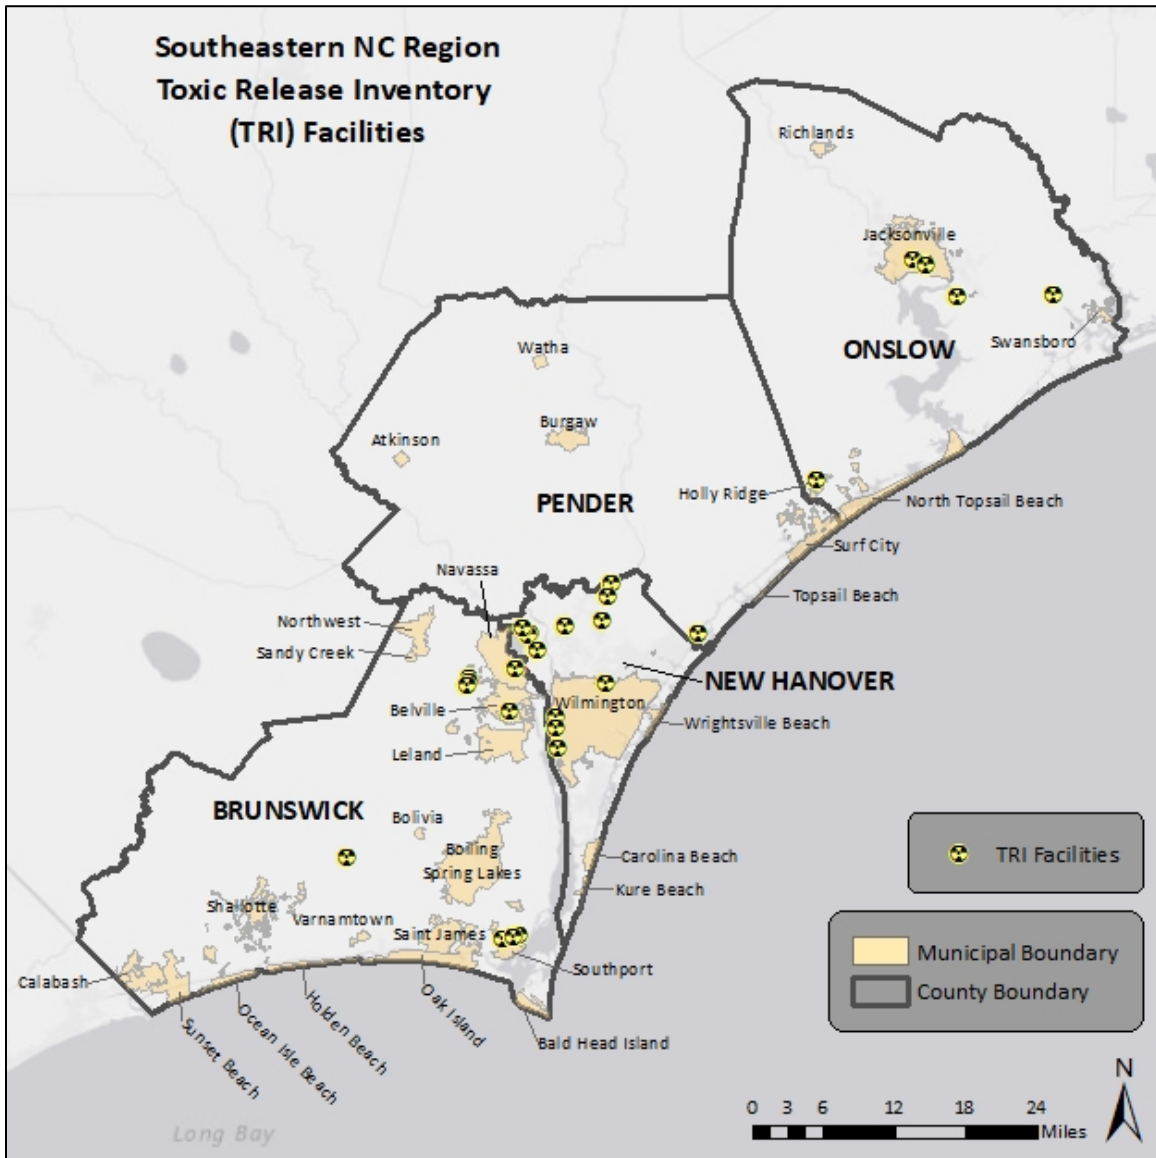 Southeastern NC Region
Toxic Release Inventory
(TRI) Facilities
Richlands
Jacksonville
ONSLOW
Swansboro
Watha
Burgaw
Atkinson
PENDER
Holly Ridge
North Topsail Beach
Surf City
Topsail Beach
Navassa
Northwest
Sandy Creek
NEW HANOVER
Wilmington
Belville
Wrightsville Beach
Leland
BRUNSWICK
Bolivia
Boiling
Spring Lakes
Carolina Beach
Kure Beach
Shallotte
Varnamtown
Saint James
Southport
Calabash
Oak Island
Holden Beach
Ocean Isle Beach
Sunset Beach
Bald Head Island
Long Bay
TRI Facilities
Municipal Boundary
County Boundary
N
0 3 6 12 18 24
Miles